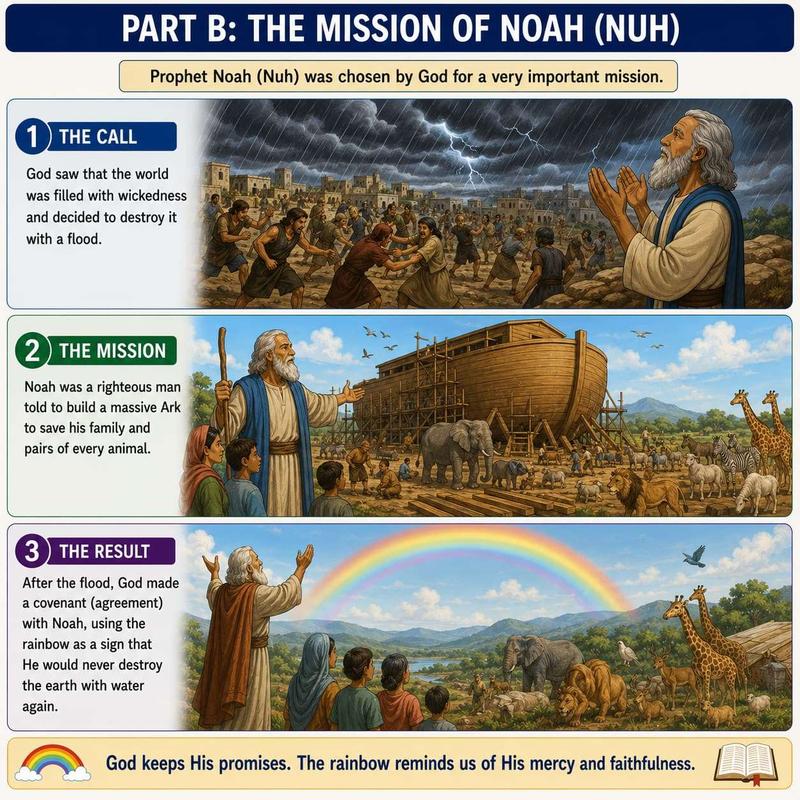 PART B: THE MISSION OF NOAH (NUH)
Prophet Noah (Nuh) was chosen by God for a very important mission.
1 THE CALL
God saw that the world
was filled with wickedness
and decided to destroy it
with a flood.
2 THE MISSION
Noah was a righteous man
told to build a massive Ark
to save his family and
pairs of every animal.
3 THE RESULT
After the flood, God made
a covenant (agreement)
with Noah, using the
rainbow as a sign that
He would never destroy
the earth with water
again.
God keeps His promises. The rainbow reminds us of His mercy and faithfulness.